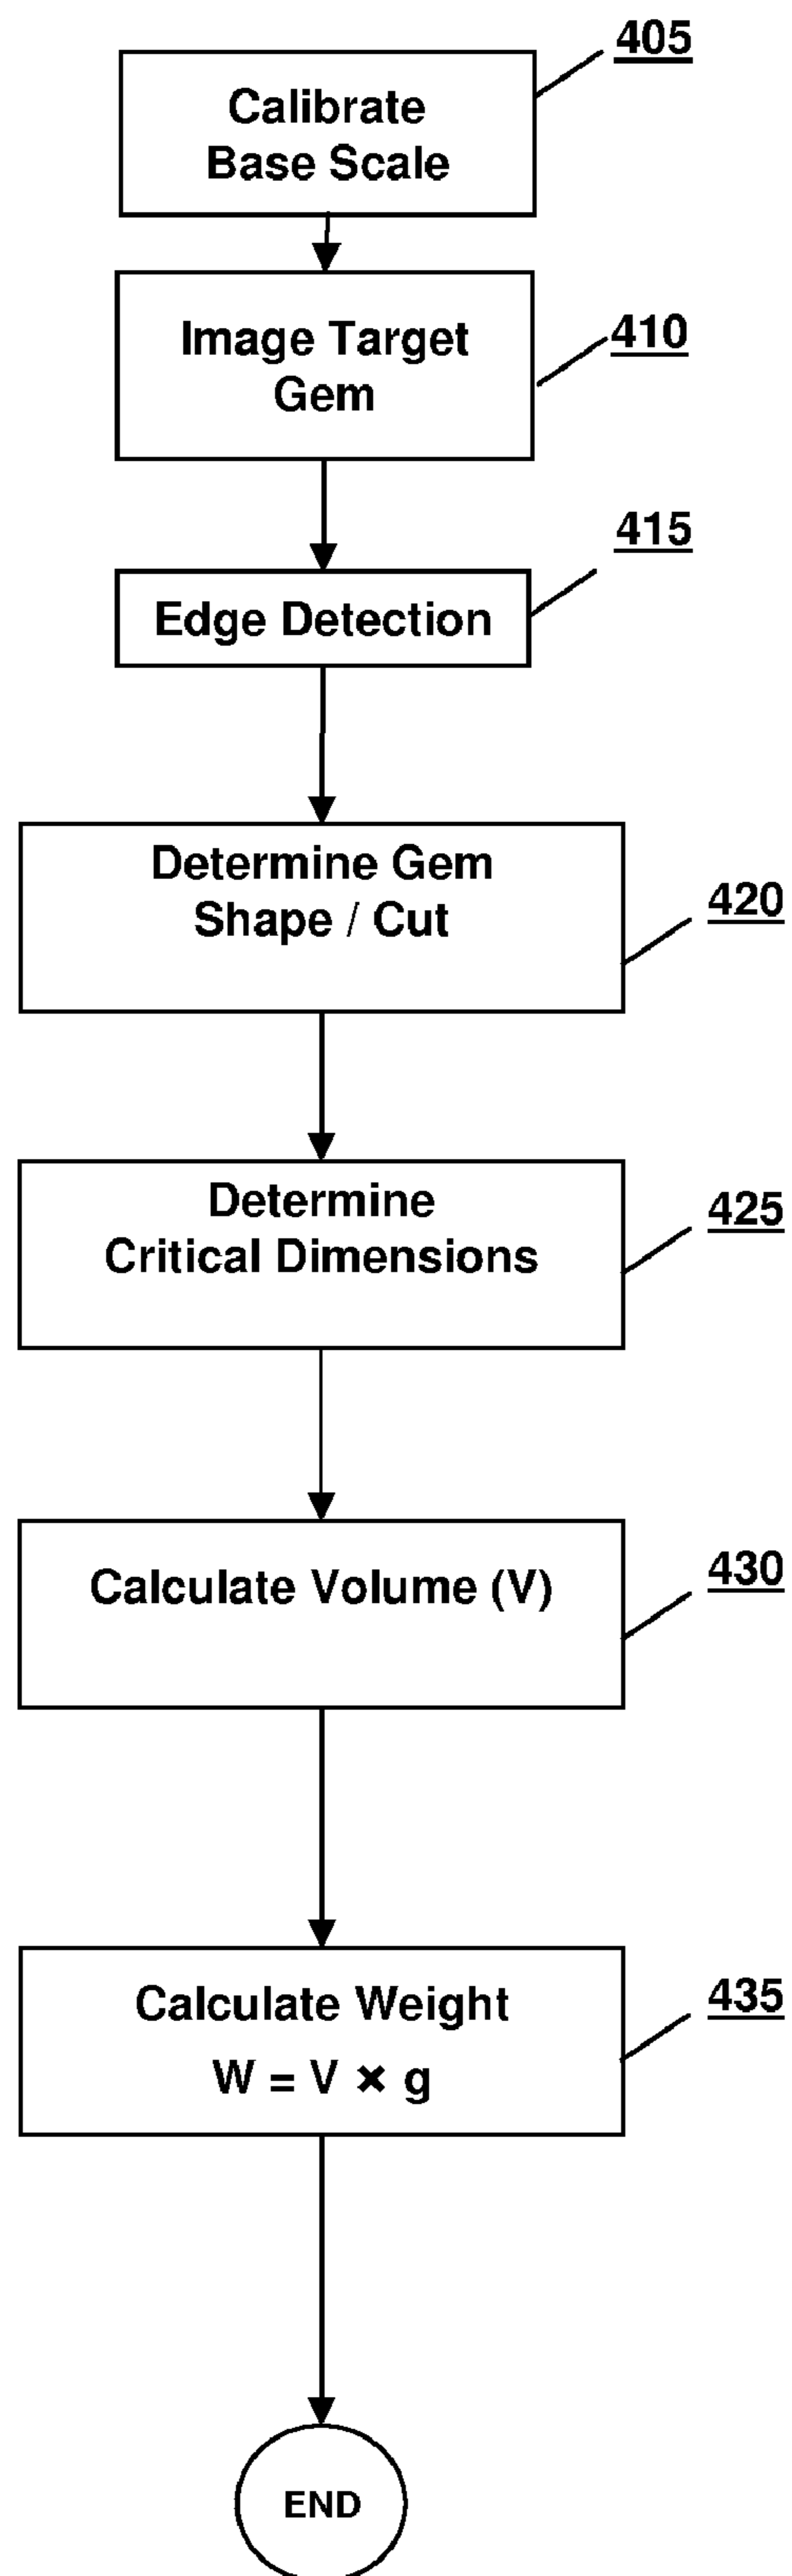 405
Calibrate
Base Scale
410
Image Target
Gem
415
Edge Detection
Determine Gem
Shape / Cut
420
Determine
Critical Dimensions
425
Calculate Volume (V)
430
Calculate Weight
W = V × g
435
END